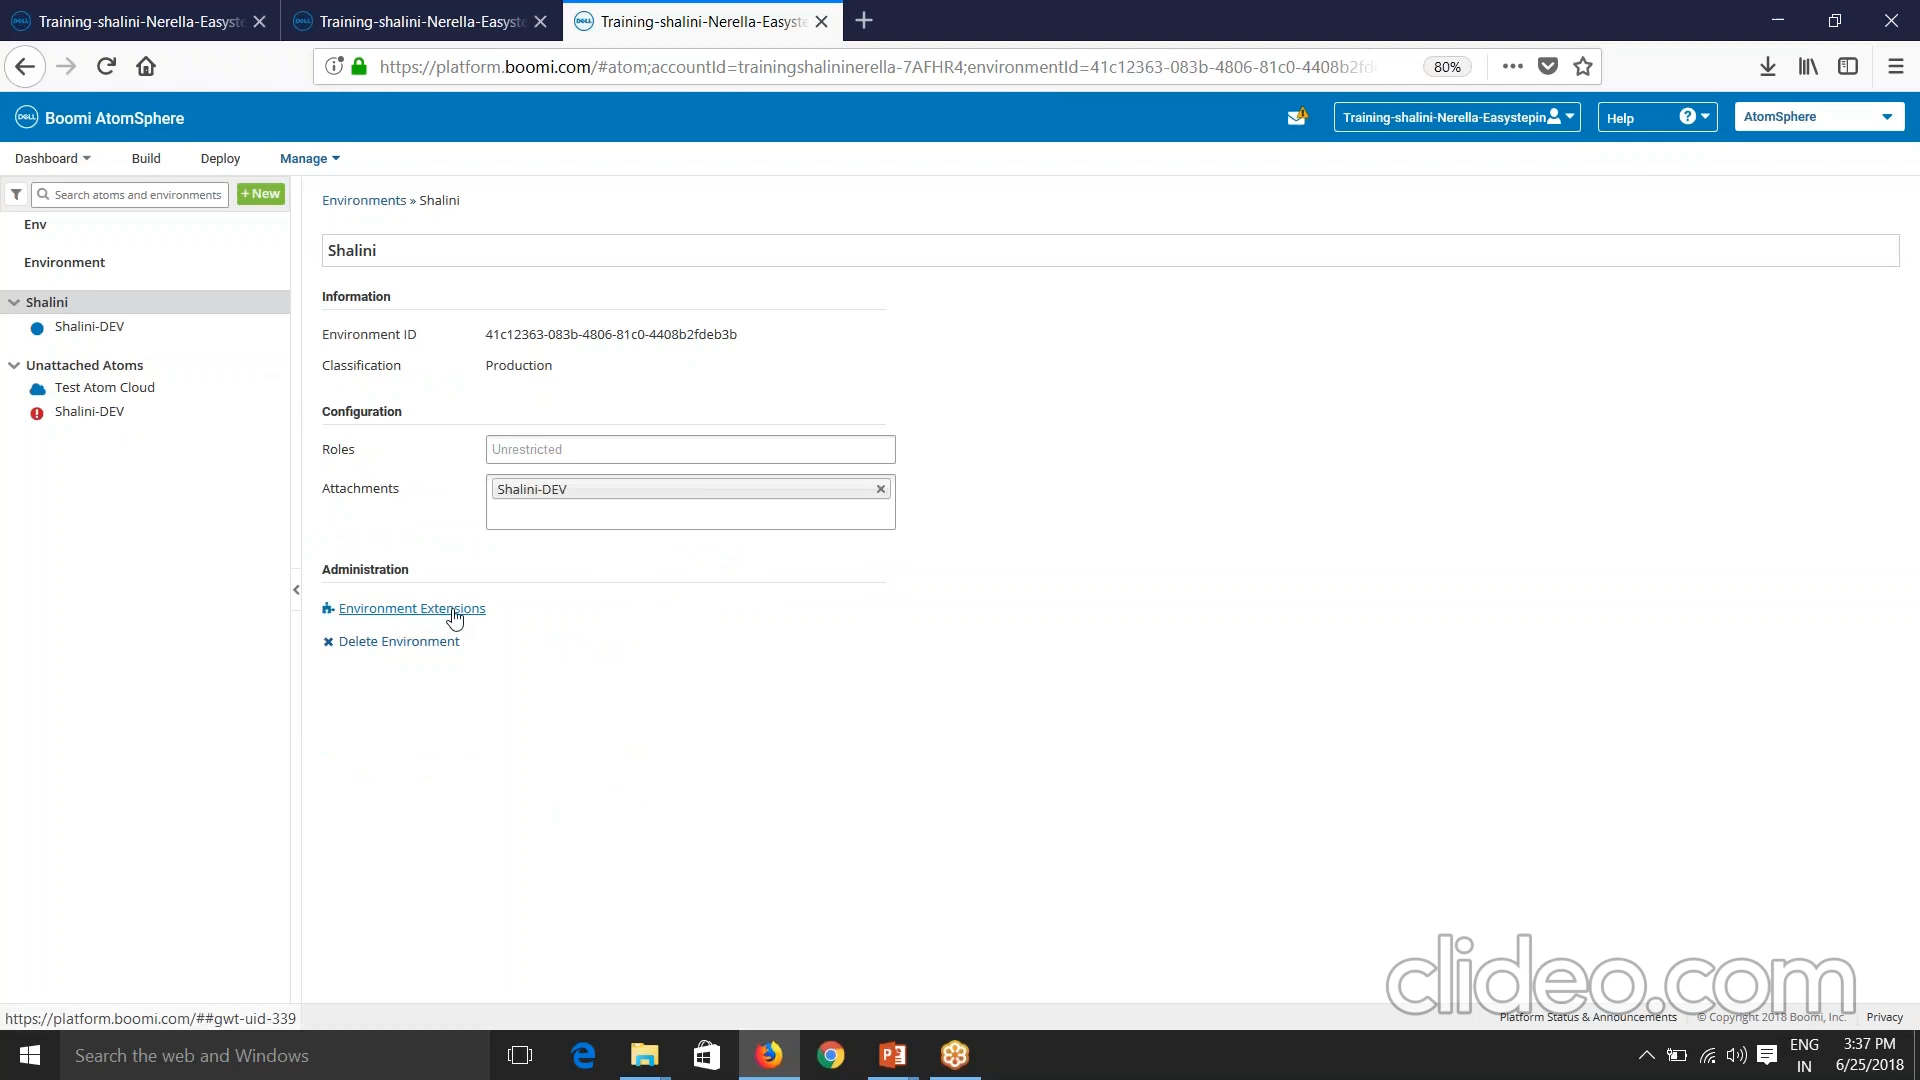 Training-shalini-Nerella-Easyste
Training-shalini-Nerella-Easystep
Training-shalini-Nerella-Easystep
https://platform.boomi.com/#atom;accountId=trainingshalininerella-7AFHR4;environmentId=41c12363-083b-4806-81c0-4408b2fd
80%
DELL
Boomi AtomSphere
Training-shalini-Nerella-Easystepin
Help
AtomSphere
Dashboard
Build
Deploy
Manage
Search atoms and environments
+ New
Env
Environment
Shalini
Shalini-DEV
Unattached Atoms
Test Atom Cloud
Shalini-DEV
Environments » Shalini
Shalini
Information
Environment ID 41c12363-083b-4806-81c0-4408b2fdeb3b
Classification Production
Configuration
Roles Unrestricted
Attachments Shalini-DEV
Administration
Environment Extensions
Delete Environment
clideo.com
https://platform.boomi.com/##gwt-uid-339
Platform Status & Announcements © Copyright 2018 Boomi, Inc. Privacy
Search the web and Windows
ENG
IN
3:37 PM
6/25/2018